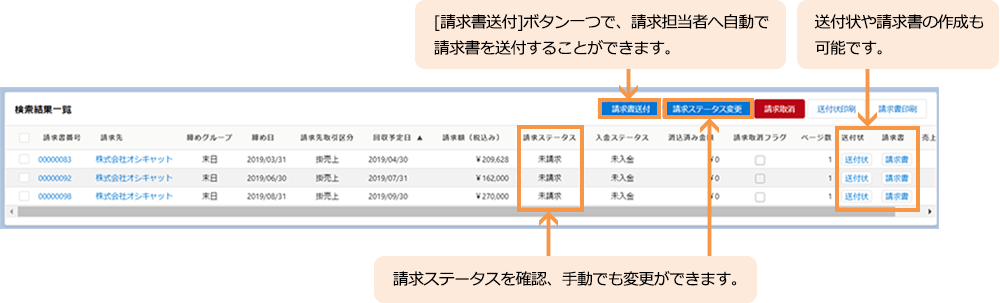 [請求書送付]ボタン一つで、請求担当者へ自動で
請求書を送付することができます。
送付状や請求書の作成も
可能です。
検索結果一覧
請求書送付 請求ステータス変更 請求取消 送付状印刷 請求書印刷
請求書番号 請求先 締めグループ 締め日 請求先取引区分 回収予定日 ▲ 請求額（税込み） 請求ステータス 入金ステータス 消込済み金額 請求取消フラグ ページ数 送付状 請求書 売上
00000083 株式会社オシキャット 末日 2019/03/31 掛売上 2019/04/30 ¥209,628 未請求 未入金 ¥0 1 送付状 請求書
00000092 株式会社オシキャット 末日 2019/06/30 掛売上 2019/07/31 ¥162,000 未請求 未入金 ¥0 1 送付状 請求書
00000098 株式会社オシキャット 末日 2019/08/31 掛売上 2019/09/30 ¥270,000 未請求 未入金 ¥0 1 送付状 請求書
請求ステータスを確認、手動でも変更ができます。